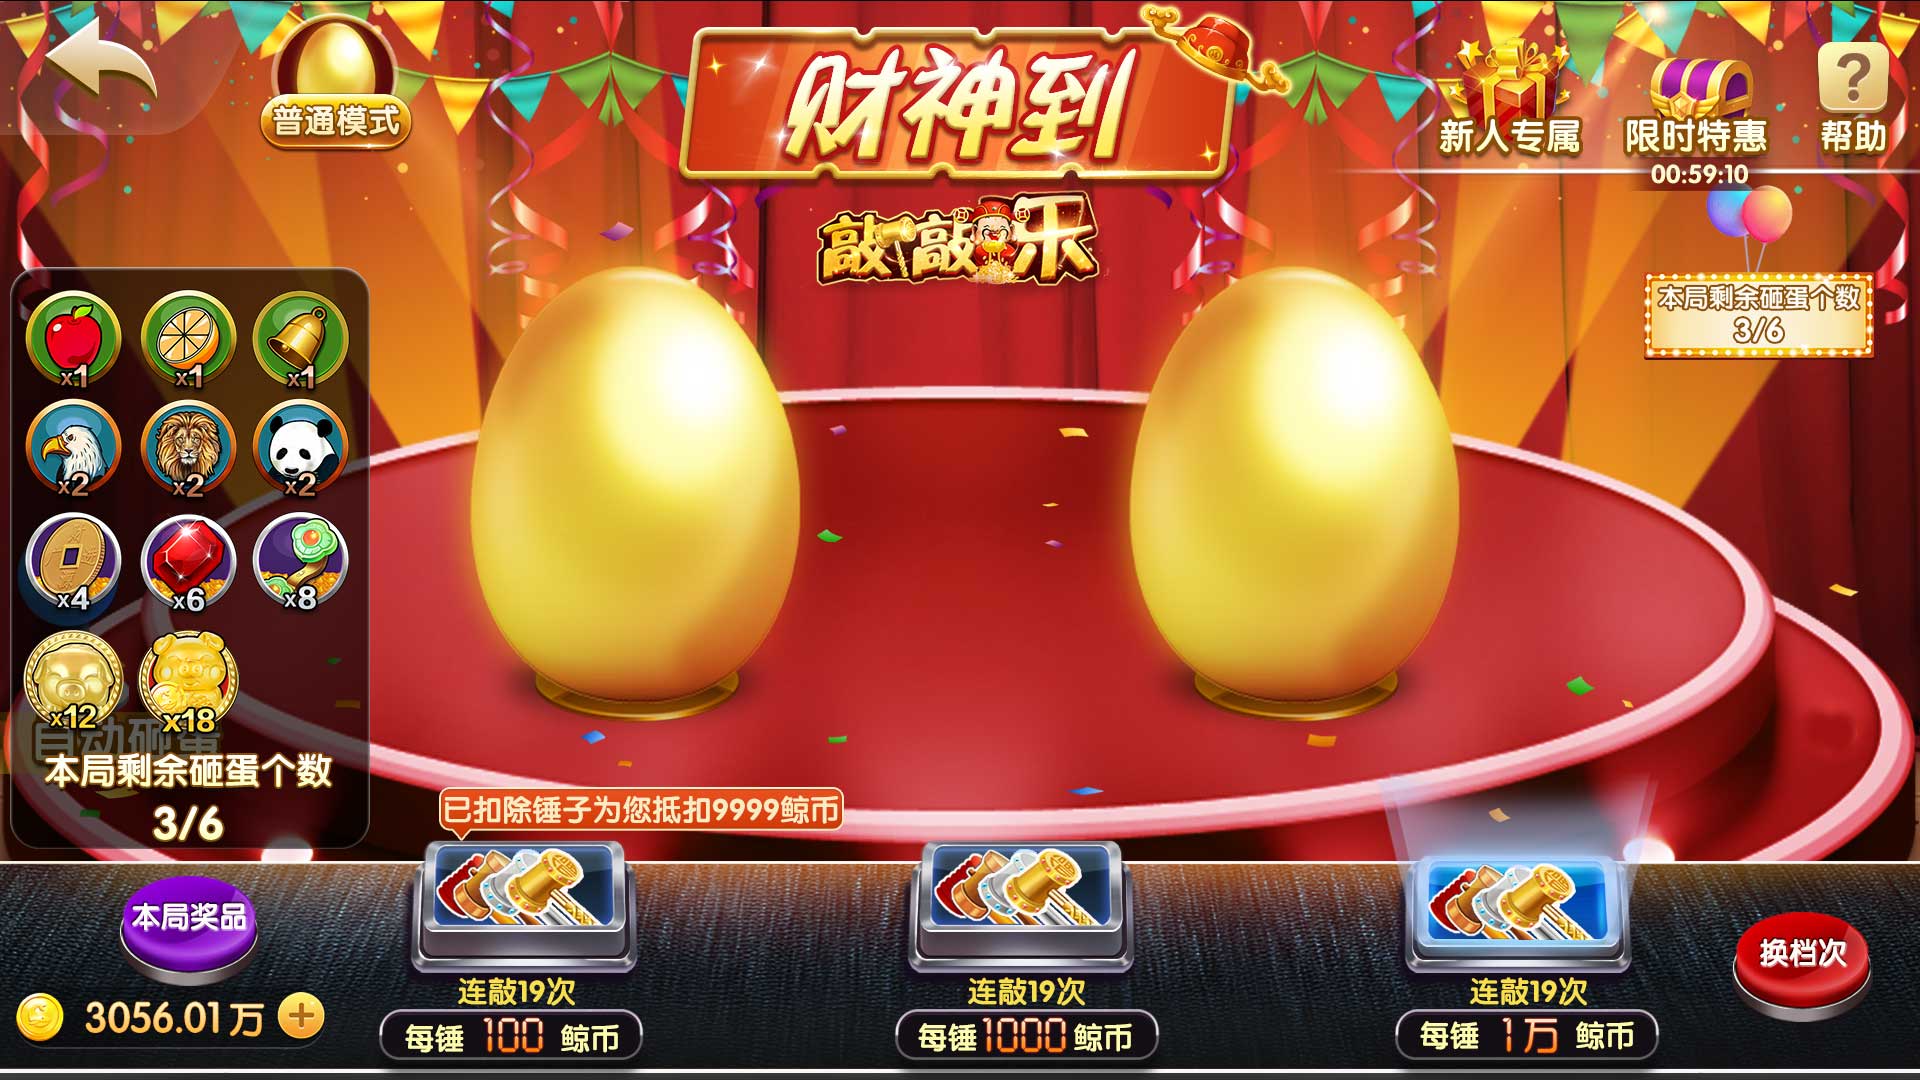 普通模式
财神到
敲敲乐
新人专属
限时特惠
00:59:10
?
帮助
本局剩余砸蛋个数
3/6
x1
x1
x1
x2
x2
x2
x4
x6
x8
x12
x18
自动砸蛋
本局剩余砸蛋个数
3/6
已扣除锤子为您抵扣9999鲸币
本局奖品
3056.01万
连敲19次
每锤 100 鲸币
连敲19次
每锤1000鲸币
连敲19次
每锤 1万 鲸币
换档次